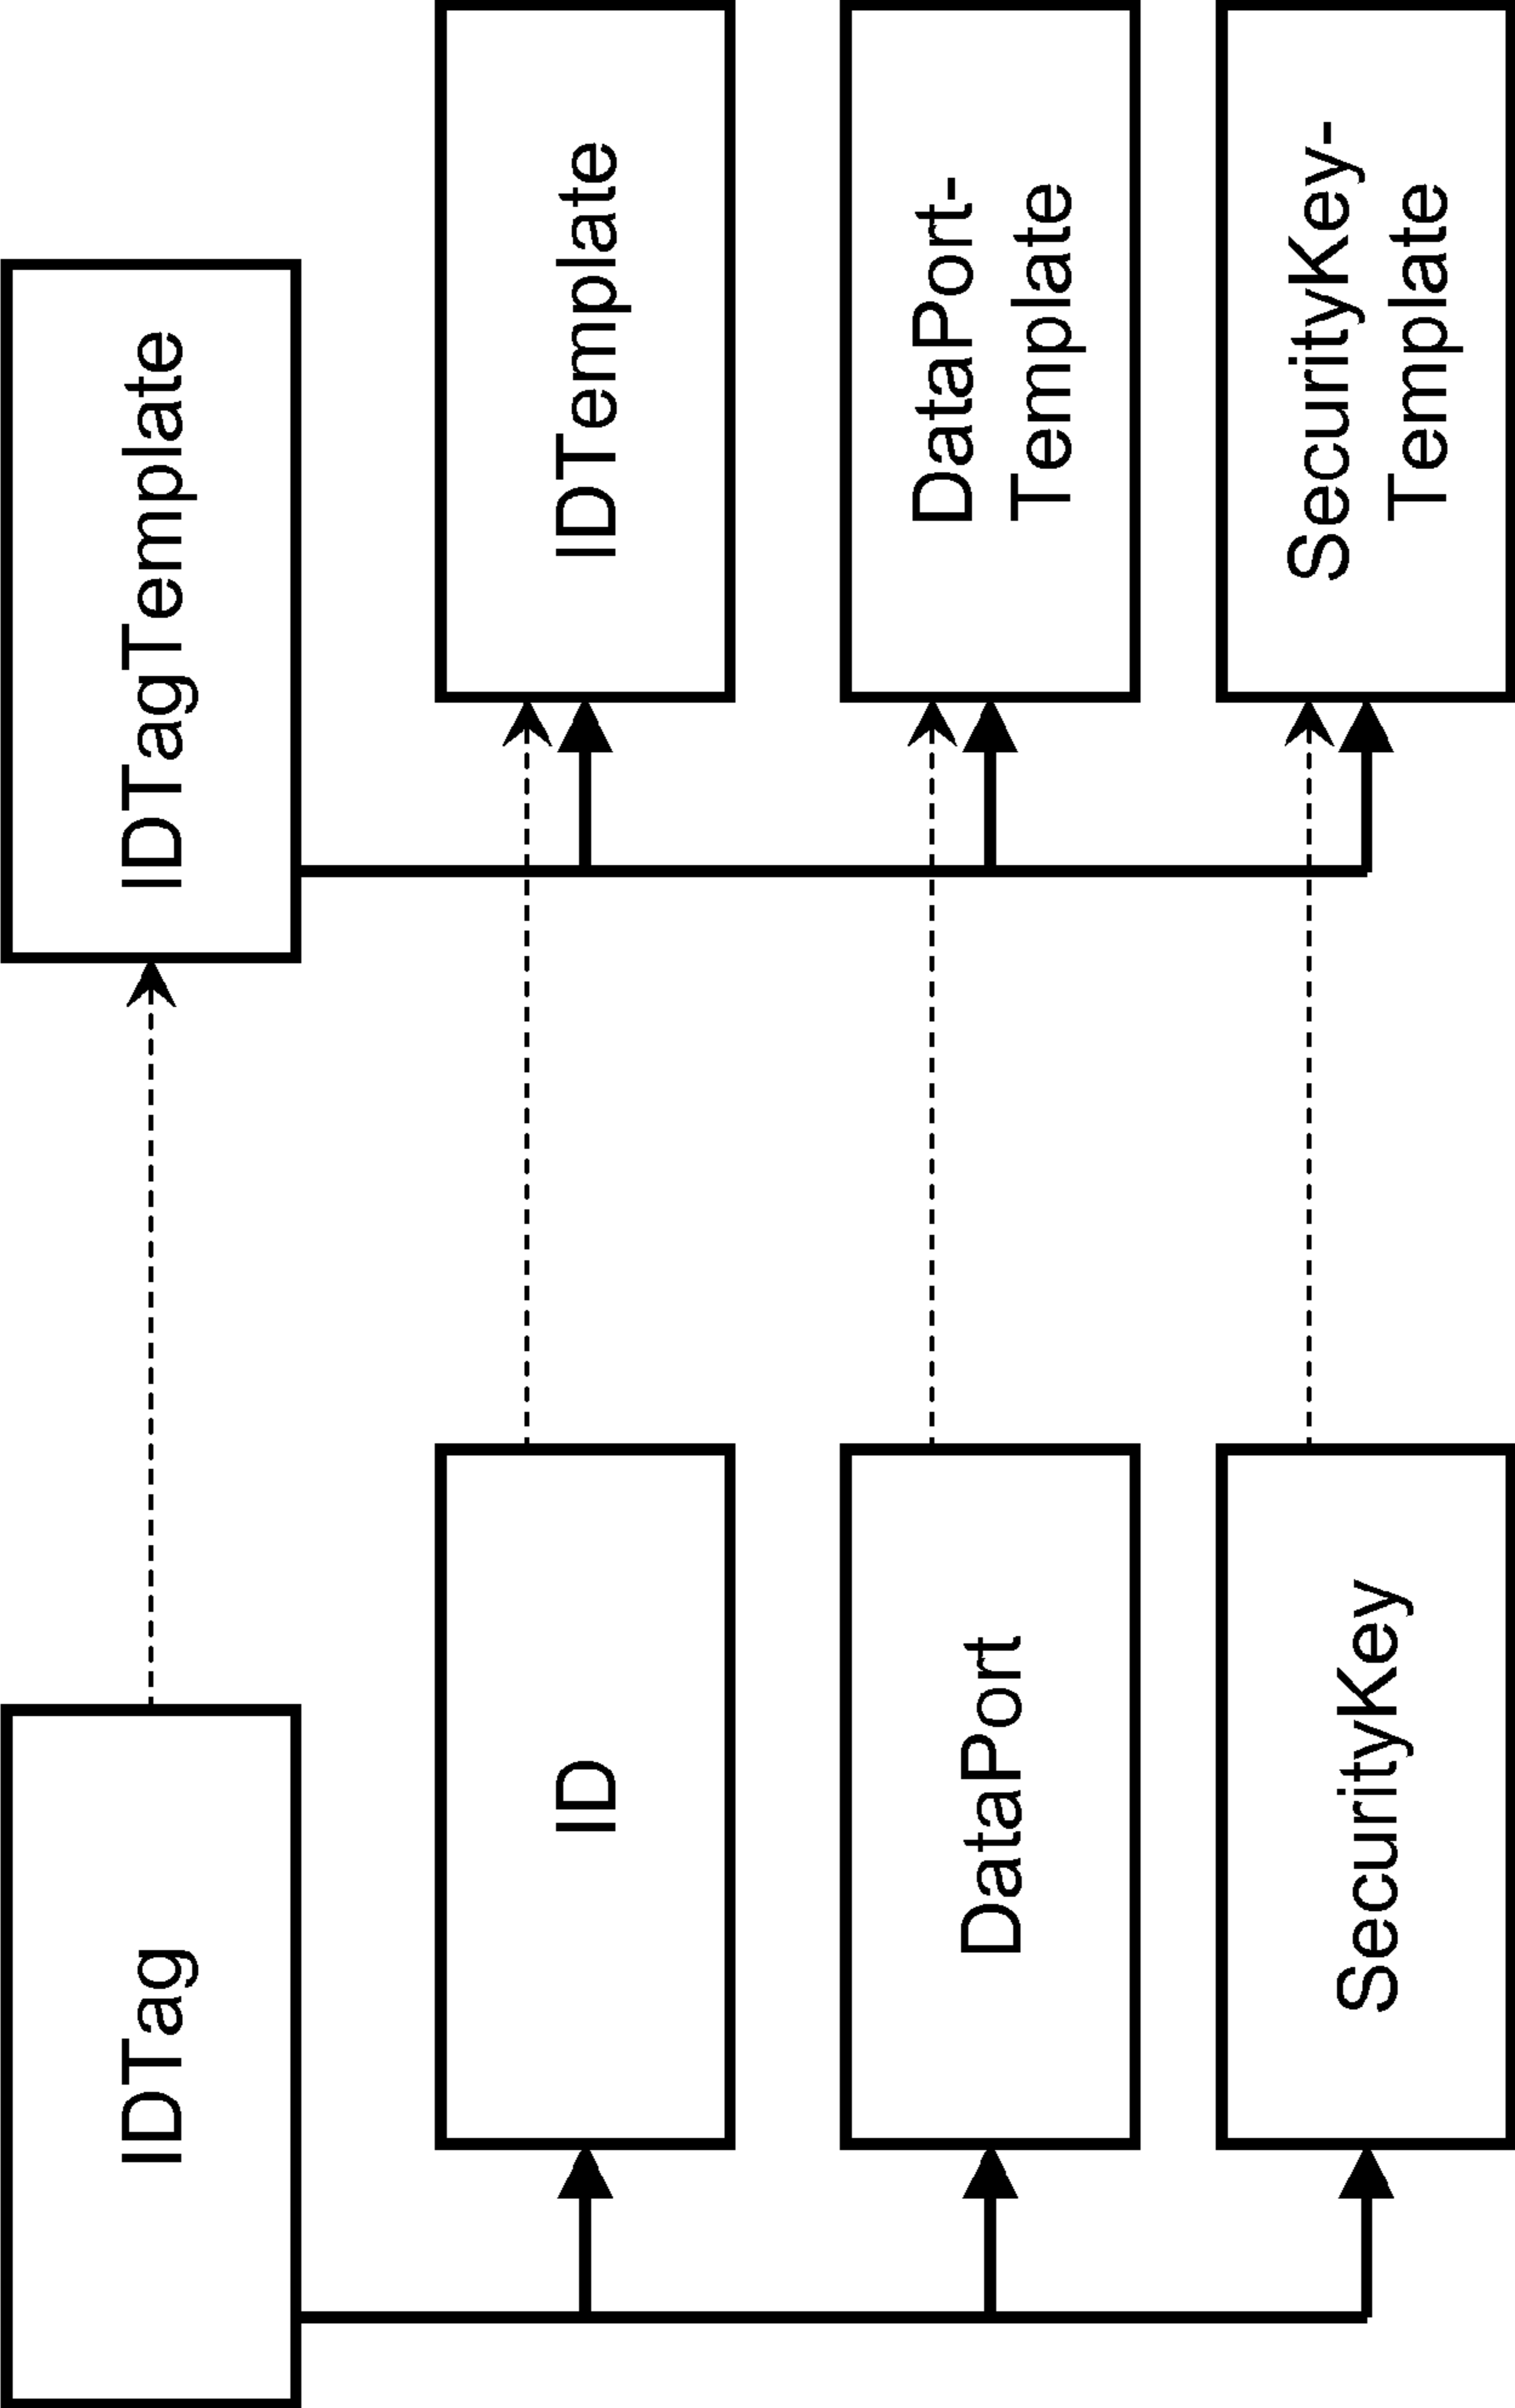 IDTag
IDTagTemplate
ID
IDTemplate
DataPort
DataPort-
Template
SecurityKey
SecurityKey-
Template